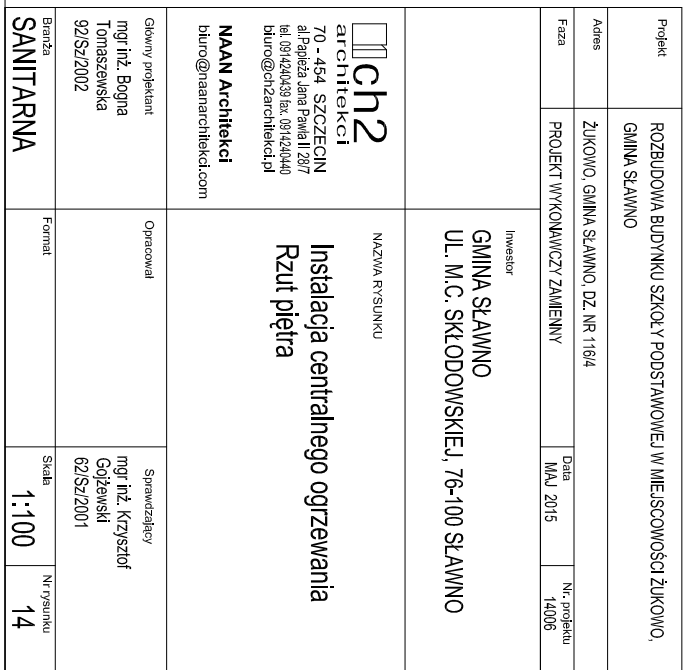 Projekt
ROZBUDOWA BUDYNKU SZKOŁY PODSTAWOWEJ W MIEJSCOWOŚCI ŻUKOWO,
GMINA SŁAWNO
Adres
ŻUKOWO, GMINA SŁAWNO, DZ. NR 116/4
Faza
PROJEKT WYKONAWCZY ZAMIENNY
Data
MAJ 2015
Nr. projektu
14006
Inwestor
GMINA SŁAWNO
UL. M.C. SKŁODOWSKIEJ, 76-100 SŁAWNO
ch2
architekci
70 - 454 SZCZECIN
al.Papieża Jana Pawła II 28/7
tel. 0914240439 fax. 0914240440
biuro@ch2architekci.pl
NAAN Architekci
biuro@naanarchitekci.com
NAZWA RYSUNKU
Instalacja centralnego ogrzewania
Rzut piętra
Główny projektant
mgr inż. Bogna
Tomaszewska
92/Sz/2002
Opracował
Sprawdzający
mgr inż. Krzysztof
Gojżewski
62/Sz/2001
Branża
SANITARNA
Format
Skala
1:100
Nr rysunku
14